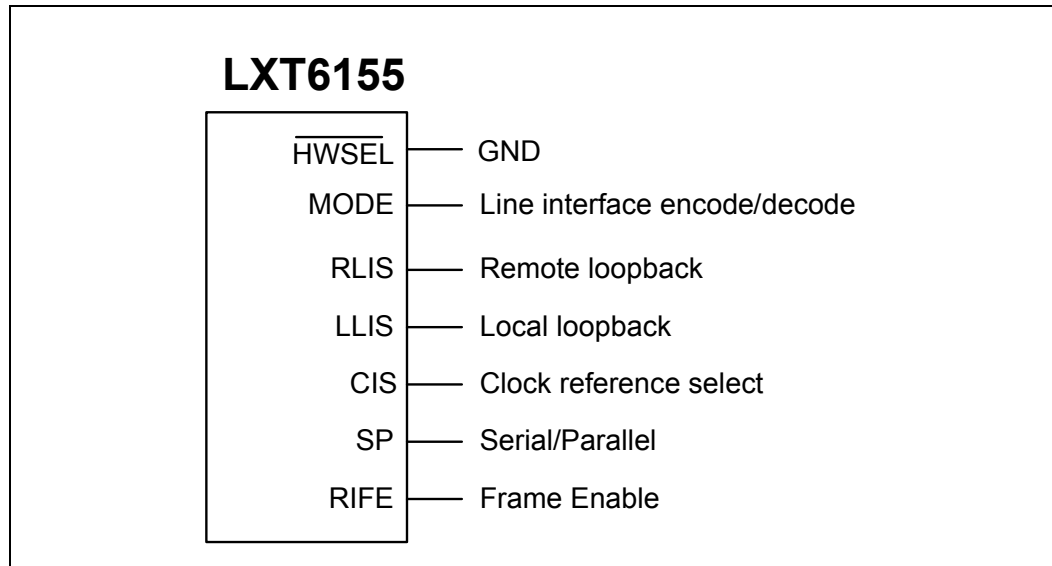 LXT6155
HWSEL GND
MODE Line interface encode/decode
RLIS Remote loopback
LLIS Local loopback
CIS Clock reference select
SP Serial/Parallel
RIFE Frame Enable